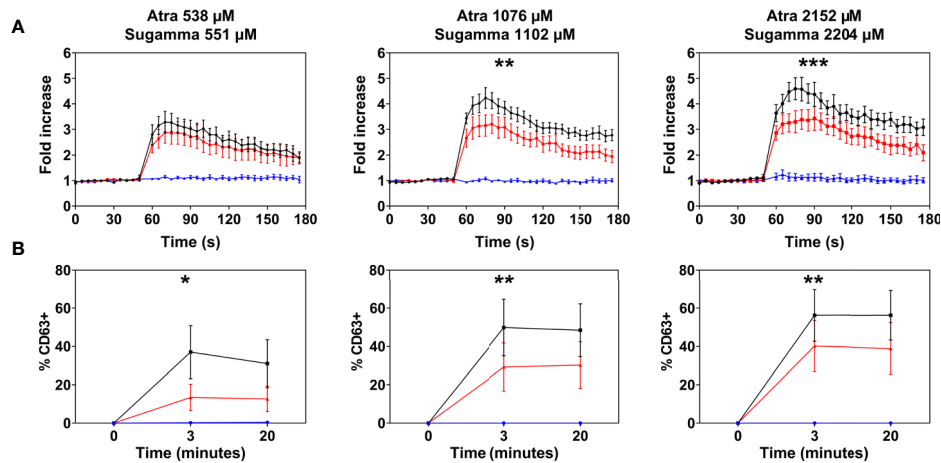 A
Atra 538 µM
Sugamma 551 µM
Atra 1076 µM
Sugamma 1102 µM
Atra 2152 µM
Sugamma 2204 µM
Fold increase
6
5
4
3
2
1
0
0 30 60 90 120 150 180
Time (s)
**
Fold increase
6
5
4
3
2
1
0
0 30 60 90 120 150 180
Time (s)
***
Fold increase
6
5
4
3
2
1
0
0 30 60 90 120 150 180
Time (s)
B
*
% CD63+
80
60
40
20
0
0 3 20
Time (minutes)
**
% CD63+
80
60
40
20
0
0 3 20
Time (minutes)
**
% CD63+
80
60
40
20
0
0 3 20
Time (minutes)